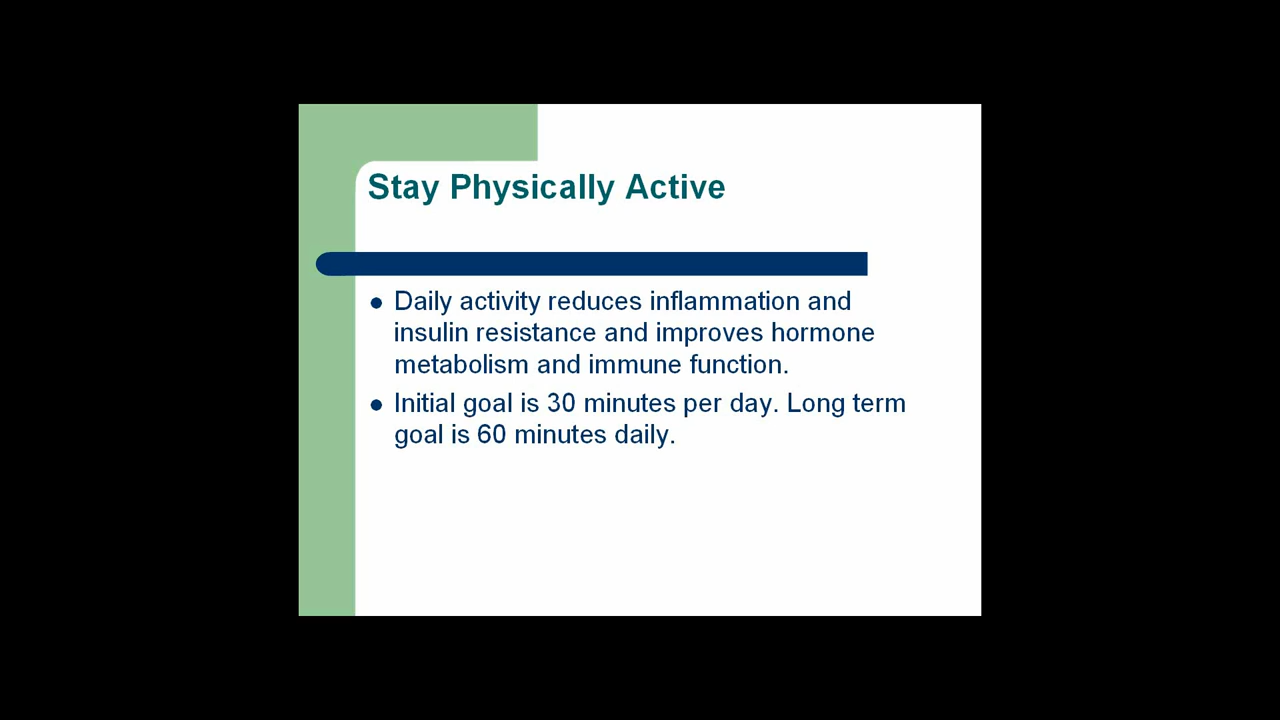 Stay Physically Active
● Daily activity reduces inflammation and
insulin resistance and improves hormone
metabolism and immune function.
● Initial goal is 30 minutes per day. Long term
goal is 60 minutes daily.